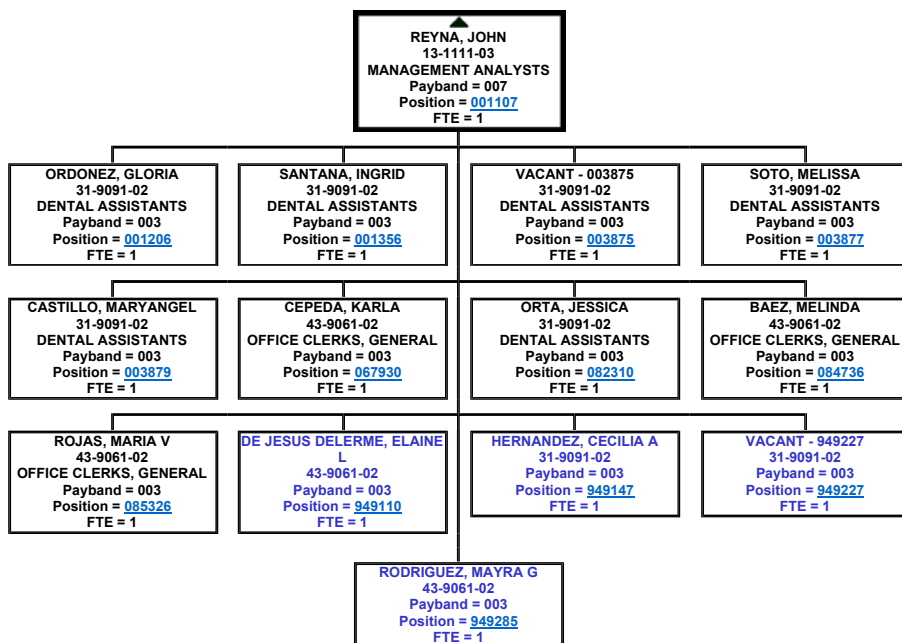 REYNA, JOHN
13-1111-03
MANAGEMENT ANALYSTS
Payband = 007
Position = 001107
FTE = 1
ORDONEZ, GLORIA
31-9091-02
DENTAL ASSISTANTS
Payband = 003
Position = 001206
FTE = 1
SANTANA, INGRID
31-9091-02
DENTAL ASSISTANTS
Payband = 003
Position = 001356
FTE = 1
VACANT - 003875
31-9091-02
DENTAL ASSISTANTS
Payband = 003
Position = 003875
FTE = 1
SOTO, MELISSA
31-9091-02
DENTAL ASSISTANTS
Payband = 003
Position = 003877
FTE = 1
CASTILLO, MARYANGEL
31-9091-02
DENTAL ASSISTANTS
Payband = 003
Position = 003879
FTE = 1
CEPEDA, KARLA
43-9061-02
OFFICE CLERKS, GENERAL
Payband = 003
Position = 067930
FTE = 1
ORTA, JESSICA
31-9091-02
DENTAL ASSISTANTS
Payband = 003
Position = 082310
FTE = 1
BAEZ, MELINDA
43-9061-02
OFFICE CLERKS, GENERAL
Payband = 003
Position = 084736
FTE = 1
ROJAS, MARIA V
43-9061-02
OFFICE CLERKS, GENERAL
Payband = 003
Position = 085326
FTE = 1
DE JESUS DELERME, ELAINE
L
43-9061-02
Payband = 003
Position = 949110
FTE = 1
HERNANDEZ, CECILIA A
31-9091-02
Payband = 003
Position = 949147
FTE = 1
VACANT - 949227
31-9091-02
Payband = 003
Position = 949227
FTE = 1
RODRIGUEZ, MAYRA G
43-9061-02
Payband = 003
Position = 949285
FTE = 1